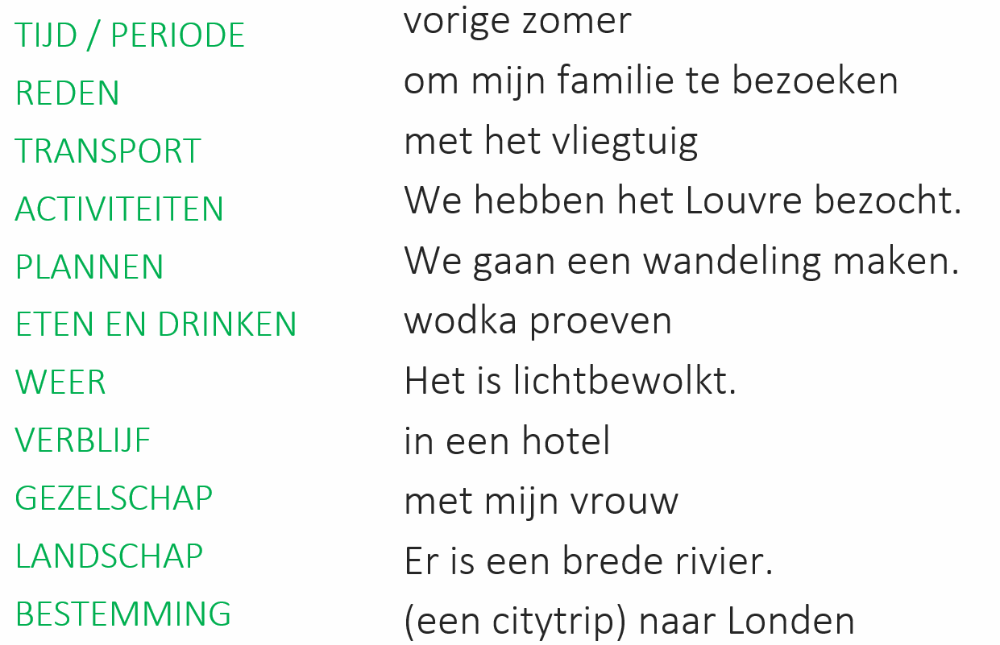 TIJD / PERIODE
vorige zomer
REDEN
om mijn familie te bezoeken
TRANSPORT
met het vliegtuig
ACTIVITEITEN
We hebben het Louvre bezocht.
PLANNEN
We gaan een wandeling maken.
ETEN EN DRINKEN
wodka proeven
WEER
Het is lichtbewolkt.
VERBLIJF
in een hotel
GEZELSCHAP
met mijn vrouw
LANDSCHAP
Er is een brede rivier.
BESTEMMING
(een citytrip) naar Londen